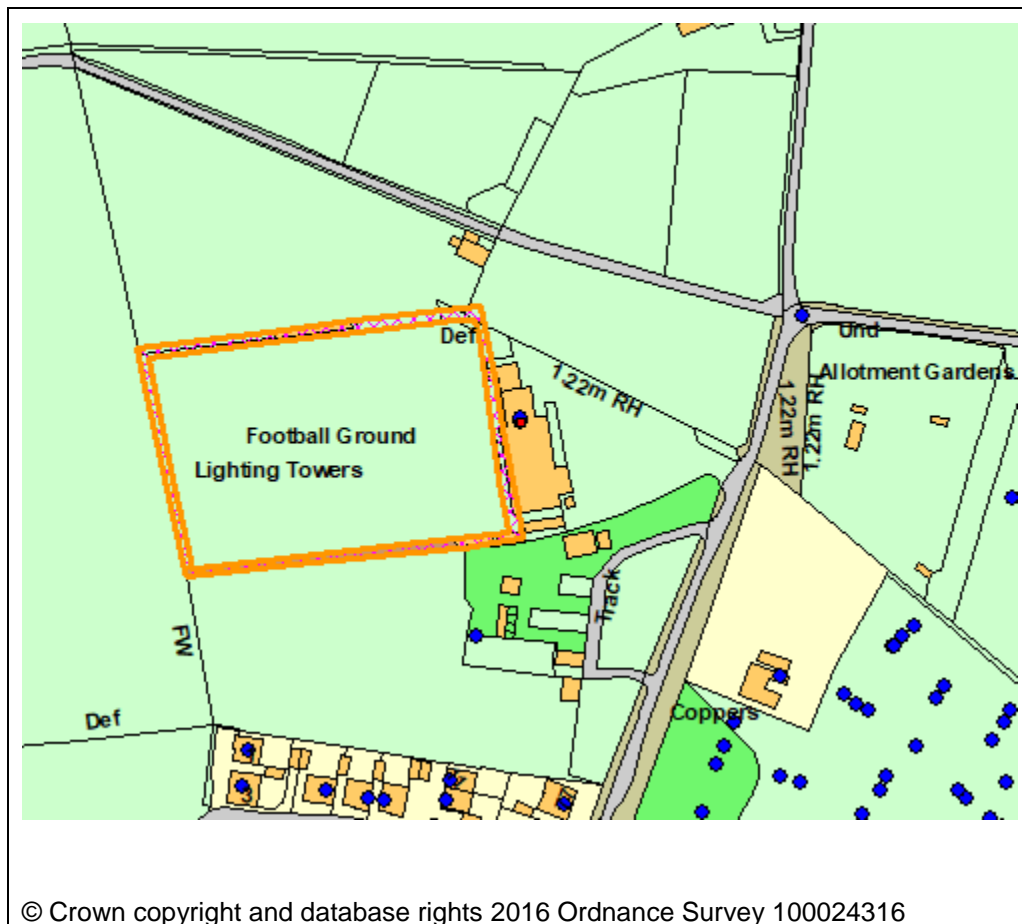 Def
Und
1.22m RH
Allotment Gardens
1.22m RH
1.22m RH
Football Ground
Lighting Towers
Track
FW
Def
Coppers
3
© Crown copyright and database rights 2016 Ordnance Survey 100024316